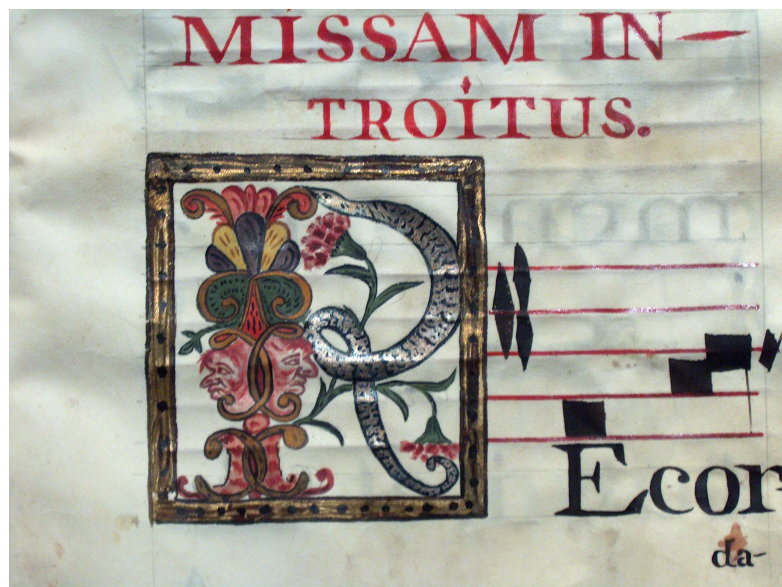 MISSAM IN-
TROITUS.
R
Ecor
da-